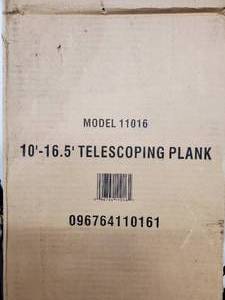 MODEL 11016
10'-16.5' TELESCOPING PLANK
096764110161